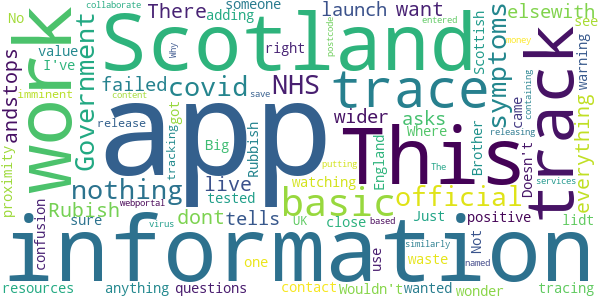 No adding someone launch want collaborate entered There elsewith
value Why Scotland right postcode see
I've failed covid NHS trace Scottish symptoms warning
andstops work Government imminent release got wider asks Where track came money
app This England Brother Doesn't everything containing
proximity content tracking Big Rubbish watching The releasing
nothing live basic official
Rubish save tested UK putting
confusion sure webportal dont tells close Just positive Not services lidt
information
virus one use waste based wanted similarly wonder
resources anything questions contact Wouldn't named tracing